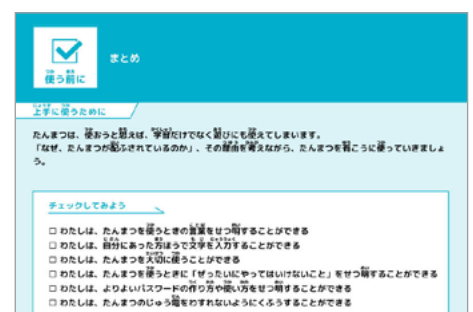 まとめ
使う前に
上手に使うために
たんまつは、使おうと思えば、学習だけでなく遊びにも使えてしまいます。
「なぜ、たんまつが配ふされているのか」、その理由を考えながら、たんまつを有こうに使っていきましょ
う。
チェックしてみよう
□ わたしは、たんまつを使うときの言葉をせつ明することができる
□ わたしは、自分にあった方ほうで文字を入力することができる
□ わたしは、たんまつを大切に使うことができる
□ わたしは、たんまつを使うときに「ぜったいにやってはいけないこと」をせつ明することができる
□ わたしは、よりよいパスワードの作り方や使い方をせつ明することができる
□ わたしは、たんまつのじゅう電をわすれないようにくふうすることができる